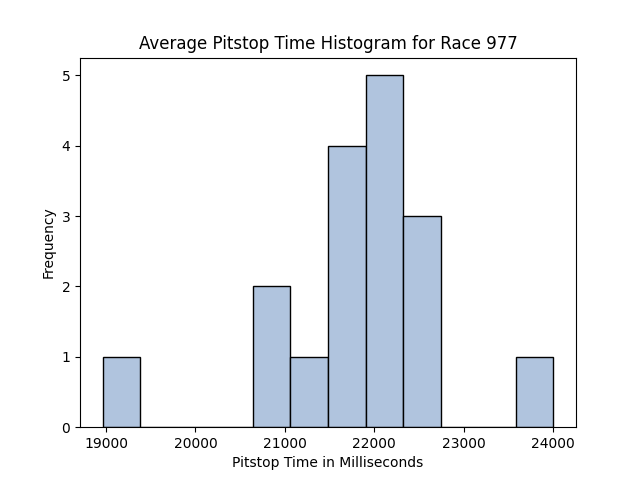 Average Pitstop Time Histogram for Race 977
5
4
3
2
1
0
Frequency
19000 20000 21000 22000 23000 24000
Pitstop Time in Milliseconds